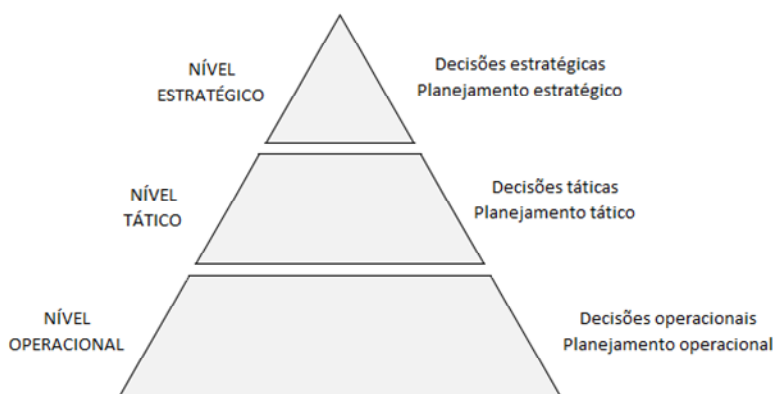 NÍVEL
ESTRATÉGICO
Decisões estratégicas
Planejamento estratégico
NÍVEL
TÁTICO
Decisões táticas
Planejamento tático
NÍVEL
OPERACIONAL
Decisões operacionais
Planejamento operacional